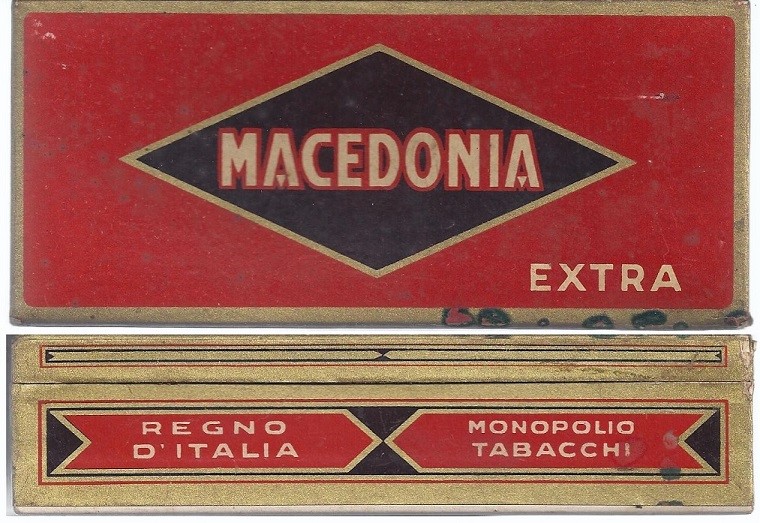 MACEDONIA
EXTRA
REGNO
D'ITALIA
MONOPOLIO
TABACCHI